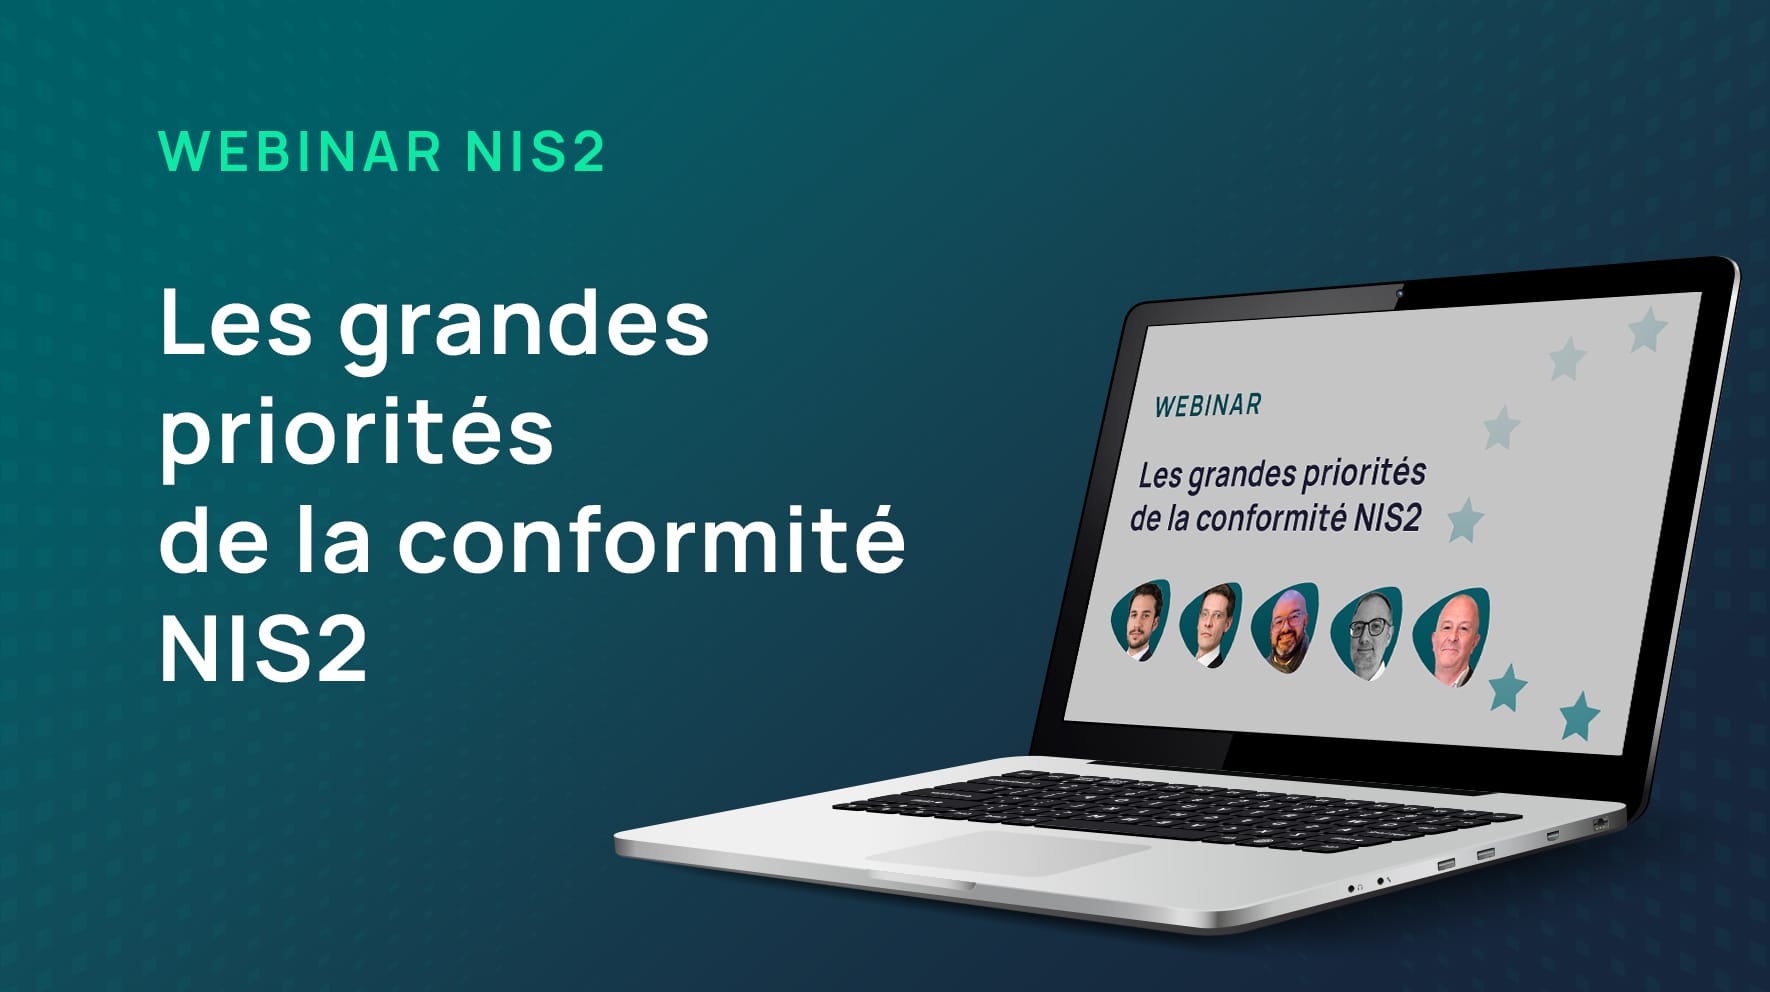 WEBINAR NIS2
Les grandes
priorités
de la conformité
NIS2
WEBINAR
Les grandes priorités
de la conformité NIS2